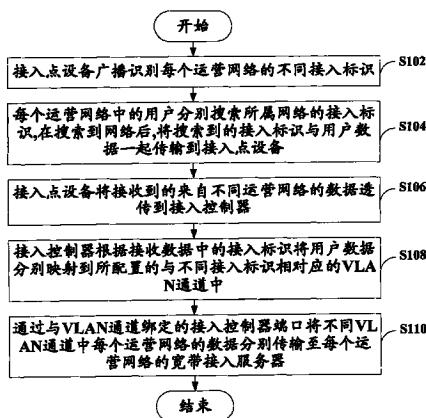 开始
接入点设备广播识别每个运营网络的不同接入标识
S102
每个运营网络中的用户分别搜索所属网络的接入标
识,在搜索到网络后,将搜索到的接入标识与用户数
据一起传输到接入点设备
S104
接入点设备将接收到的来自不同运营网络的数据透
传到接入控制器
S106
接入控制器根据接收数据中的接入标识将用户数据
分别映射到所配置的与不同接入标识相对应的VLA
N通道中
S108
通过与VLAN通道绑定的接入控制器端口将不同VL
AN通道中每个运营网络的数据分别传输至每个运
营网络的宽带接入服务器
S110
结束